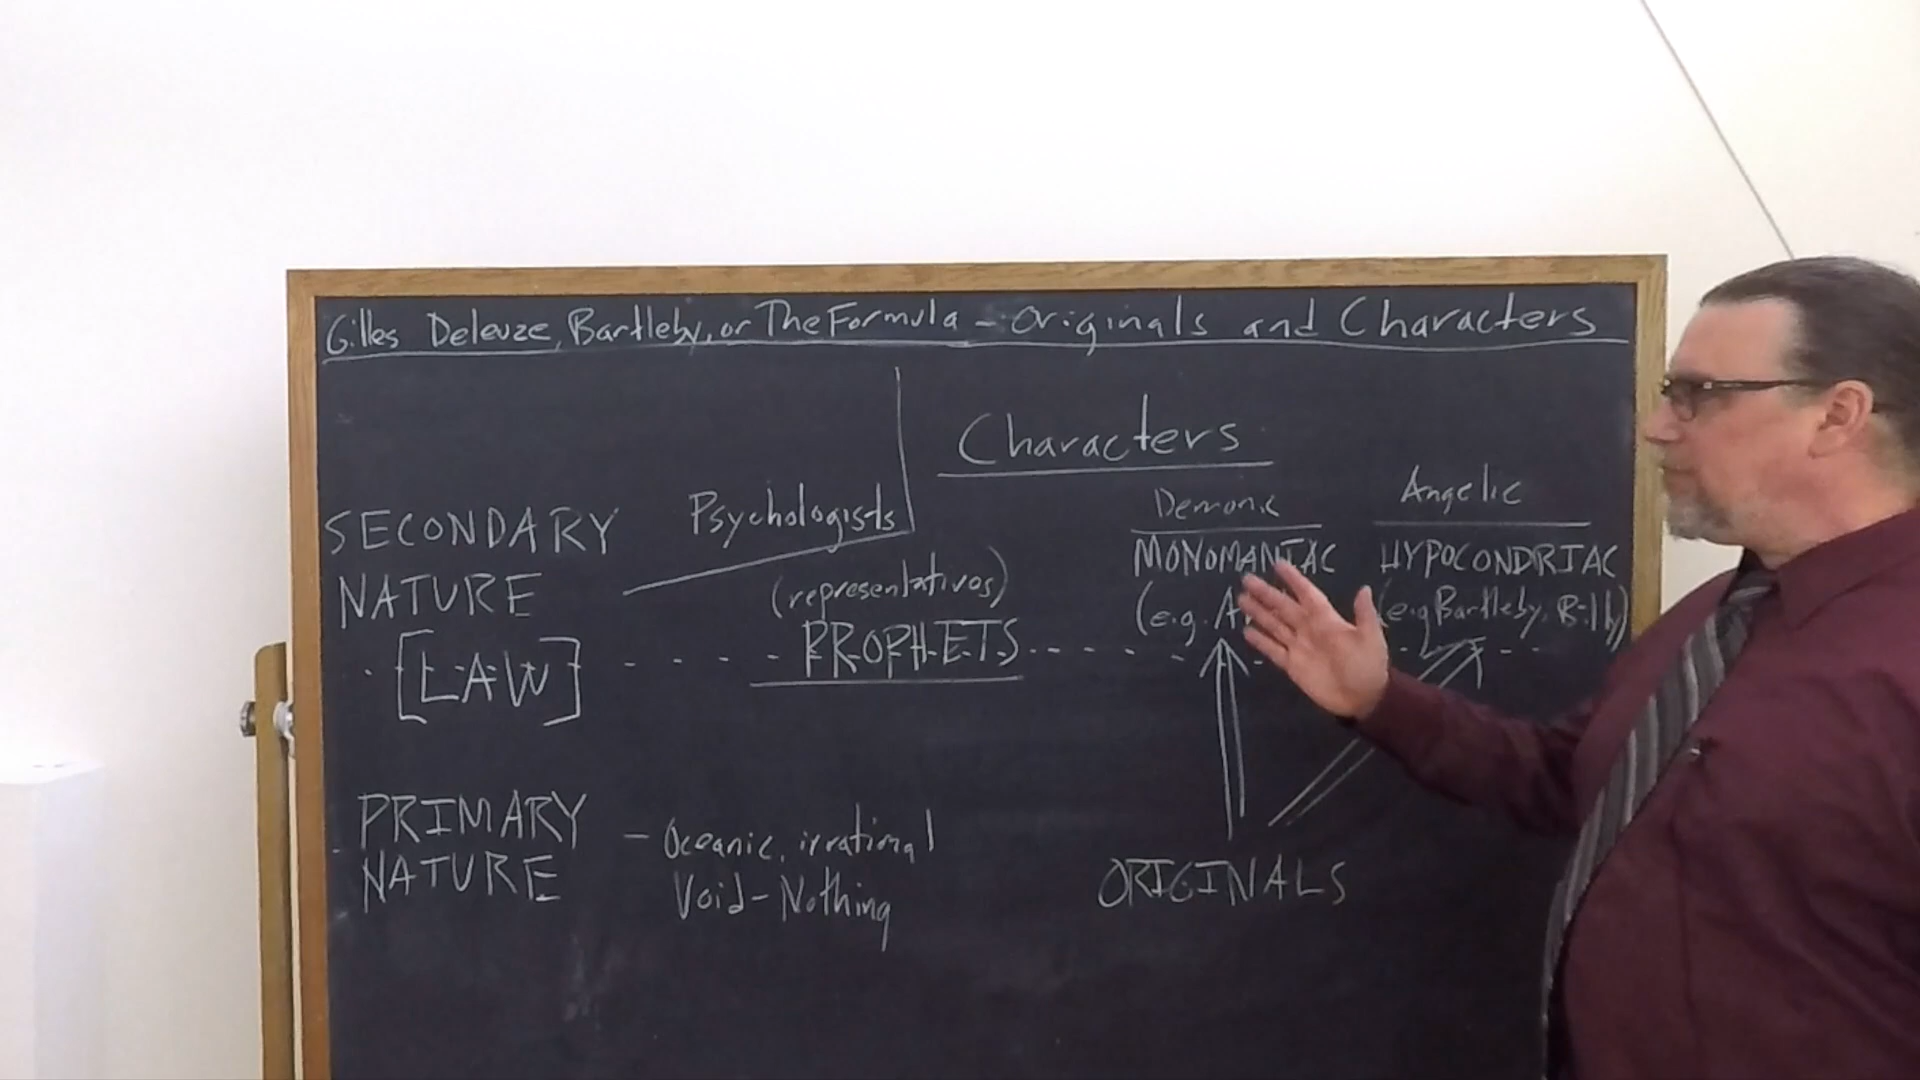 Gilles Deleuze, Bartleby, or The Formula - Originals and Characters
Characters
Psychologists
Demonic
Angelic
SECONDARY
NATURE
[LAW]
(representatives)
PROPHETS
MONOMANIAC
(e.g.
HYPOCONDRIAC
(e.g Bartleby, Billy)
PRIMARY
NATURE
- Oceanic, irrational
Void - Nothing
ORIGINALS